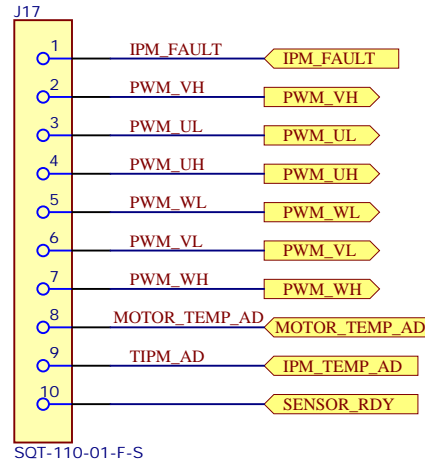 J17
1 IPM_FAULT IPM_FAULT
2 PWM_VH PWM_VH
3 PWM_UL PWM_UL
4 PWM_UH PWM_UH
5 PWM_WL PWM_WL
6 PWM_VL PWM_VL
7 PWM_WH PWM_WH
8 MOTOR_TEMP_AD MOTOR_TEMP_AD
9 TIPM_AD IPM_TEMP_AD
10 SENSOR_RDY
SQT-110-01-F-S